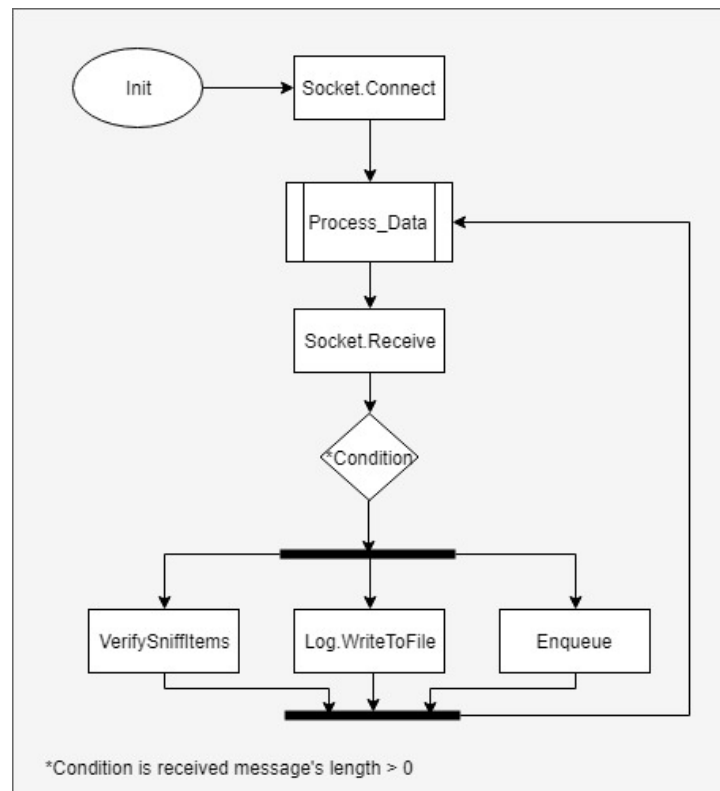 Init
Socket.Connect
Process_Data
Socket.Receive
*Condition
VerifySniffItems
Log.WriteToFile
Enqueue
*Condition is received message's length > 0